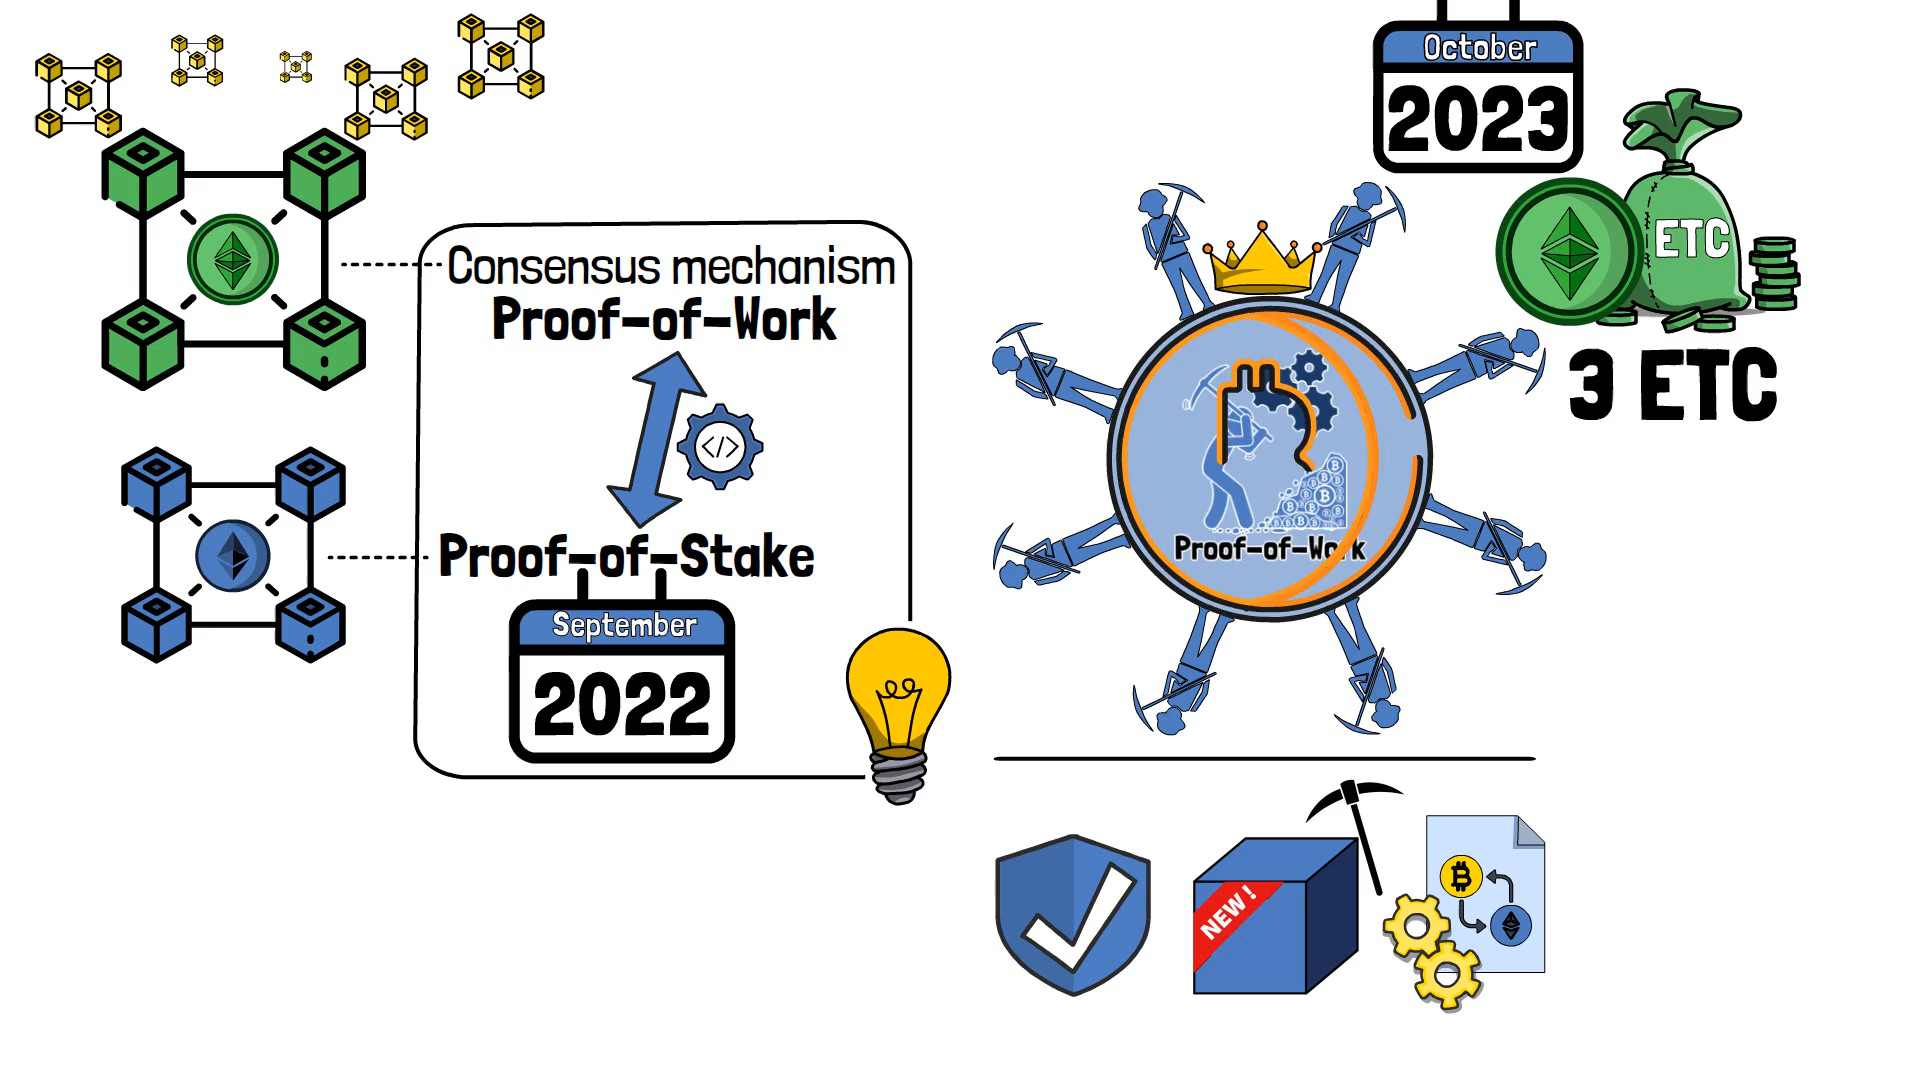 Consensus mechanism
Proof-of-Work
</>
Proof-of-Stake
September
2022
October
2023
ETC
3 ETC
Proof-of-Work
NEW!